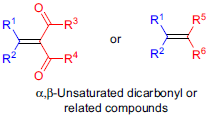 R¹ O R³ or R¹ R⁵
R² O R⁴ R² R⁶
α,β-Unsaturated dicarbonyl or
related compounds